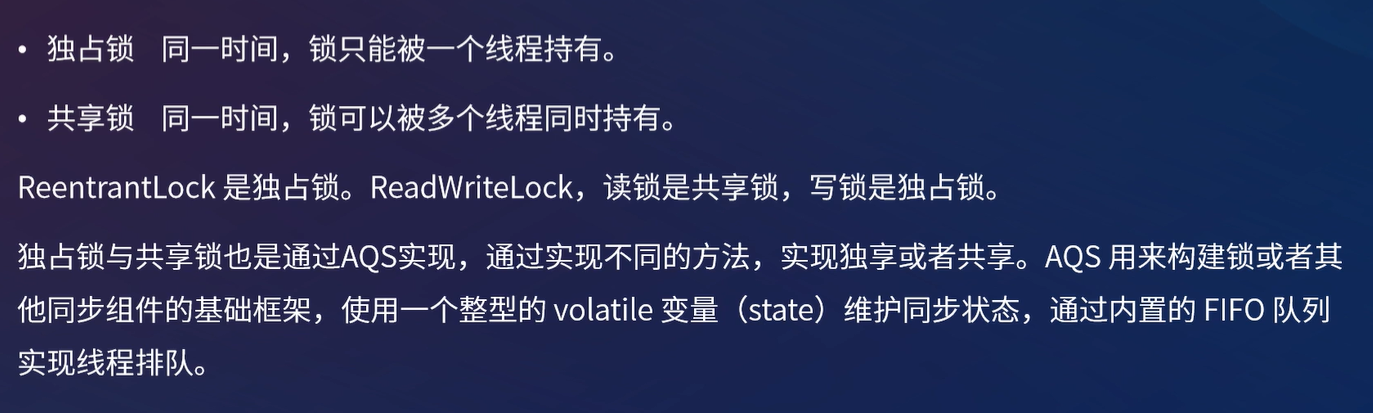 • 独占锁 同一时间，锁只能被一个线程持有。
• 共享锁 同一时间，锁可以被多个线程同时持有。
ReentrantLock 是独占锁。ReadWriteLock，读锁是共享锁，写锁是独占锁。
独占锁与共享锁也是通过AQS实现，通过实现不同的方法，实现独享或者共享。AQS 用来构建锁或者其
他同步组件的基础框架，使用一个整型的 volatile 变量（state）维护同步状态，通过内置的 FIFO 队列
实现线程排队。